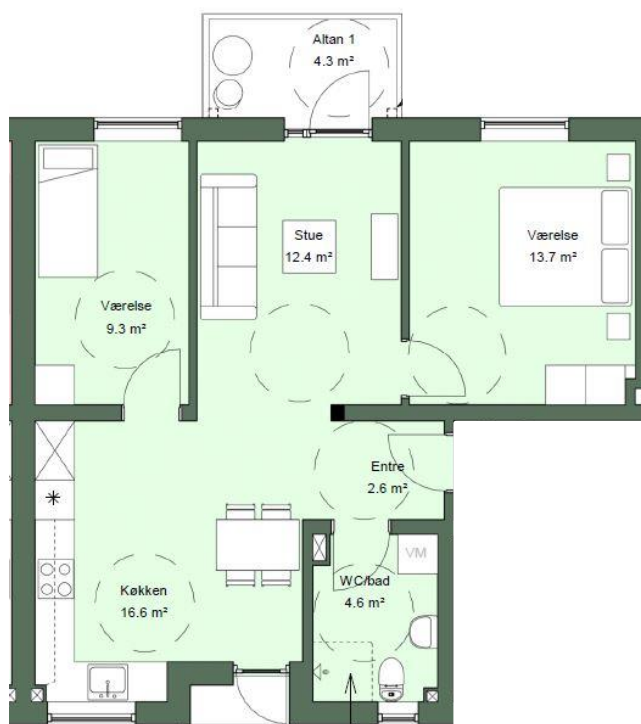 Altan 1
4.3 m²
Stue
12.4 m²
Værelse
13.7 m²
Værelse
9.3 m²
Entre
2.6 m²
VM
WC/bad
4.6 m²
Køkken
16.6 m²